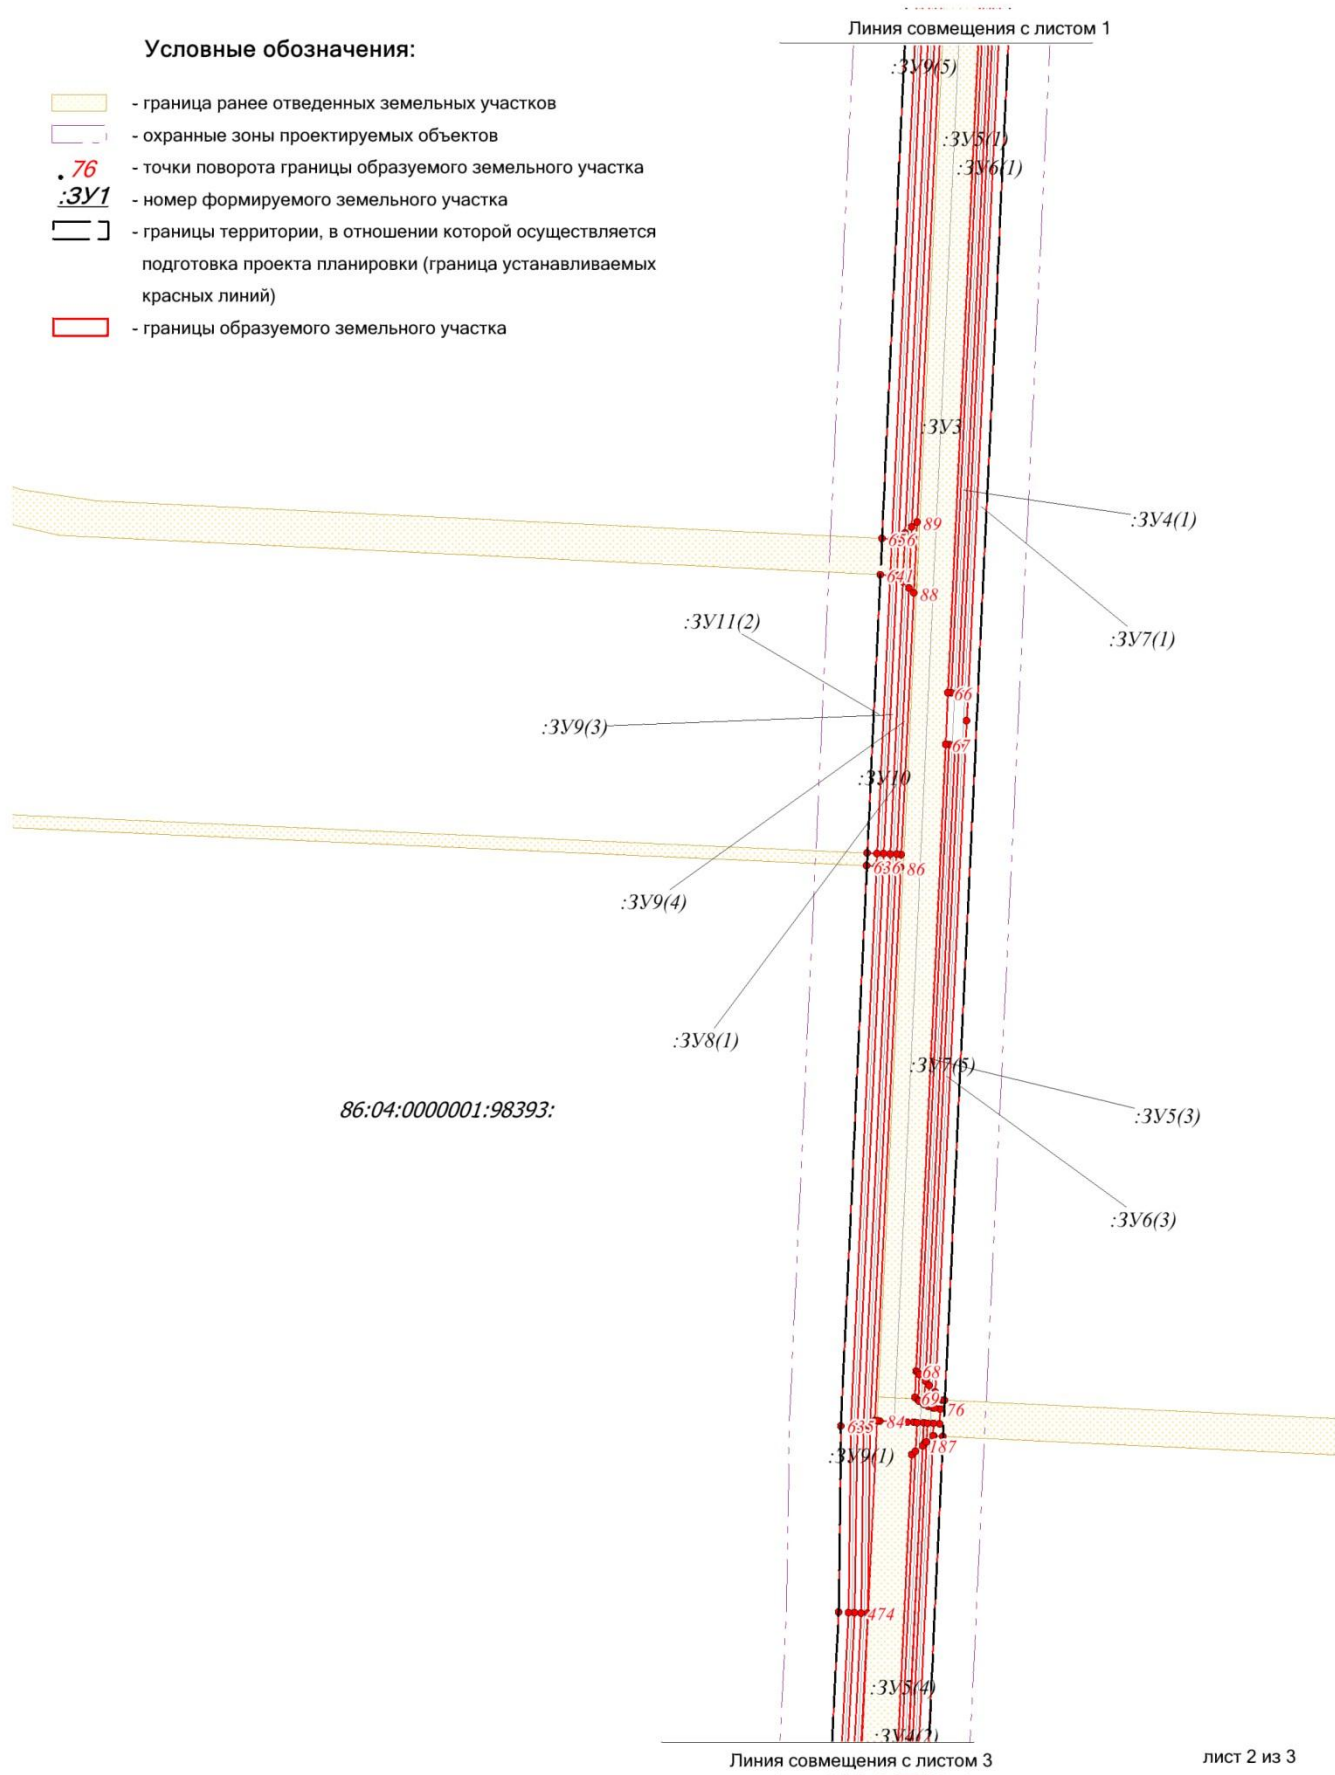 Линия совмещения с листом 1
Условные обозначения:
- граница ранее отведенных земельных участков
- охранные зоны проектируемых объектов
76 - точки поворота границы образуемого земельного участка
:ЗУ1 - номер формируемого земельного участка
- границы территории, в отношении которой осуществляется
подготовка проекта планировки (граница устанавливаемых
красных линий)
- границы образуемого земельного участка
:ЗУ9(5)
:ЗУ5(1)
:ЗУ6(1)
:ЗУ3
:ЗУ4(1)
89
656
641
88
:ЗУ11(2)
:ЗУ7(1)
66
:ЗУ9(3)
67
:ЗУ10
636
86
:ЗУ9(4)
:ЗУ8(1)
:ЗУ7(5)
86:04:0000001:98393:
:ЗУ5(3)
:ЗУ6(3)
68
69
76
84
635
187
:ЗУ9(1)
474
:ЗУ5(4)
:ЗУ4(2)
Линия совмещения с листом 3
лист 2 из 3